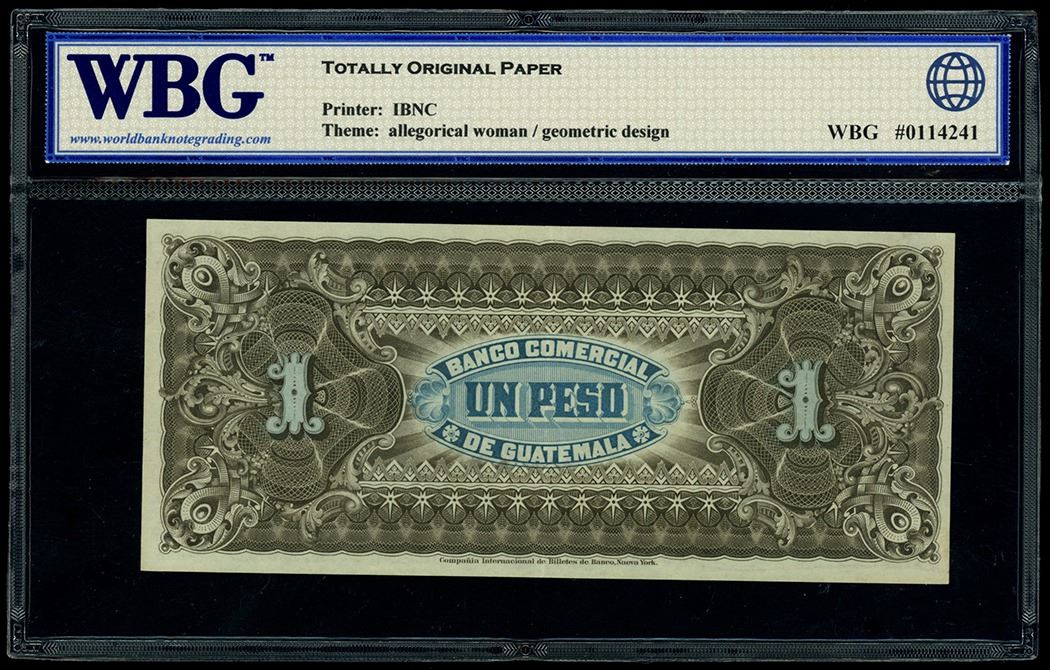 WBG™
www.worldbanknotegrading.com
TOTALLY ORIGINAL PAPER
Printer: IBNC
Theme: allegorical woman / geometric design
WBG #0114241
BANCO COMERCIAL
1 UN PESO 1
DE GUATEMALA
Compañia Internacional de Billetes de Banco, Nueva York.